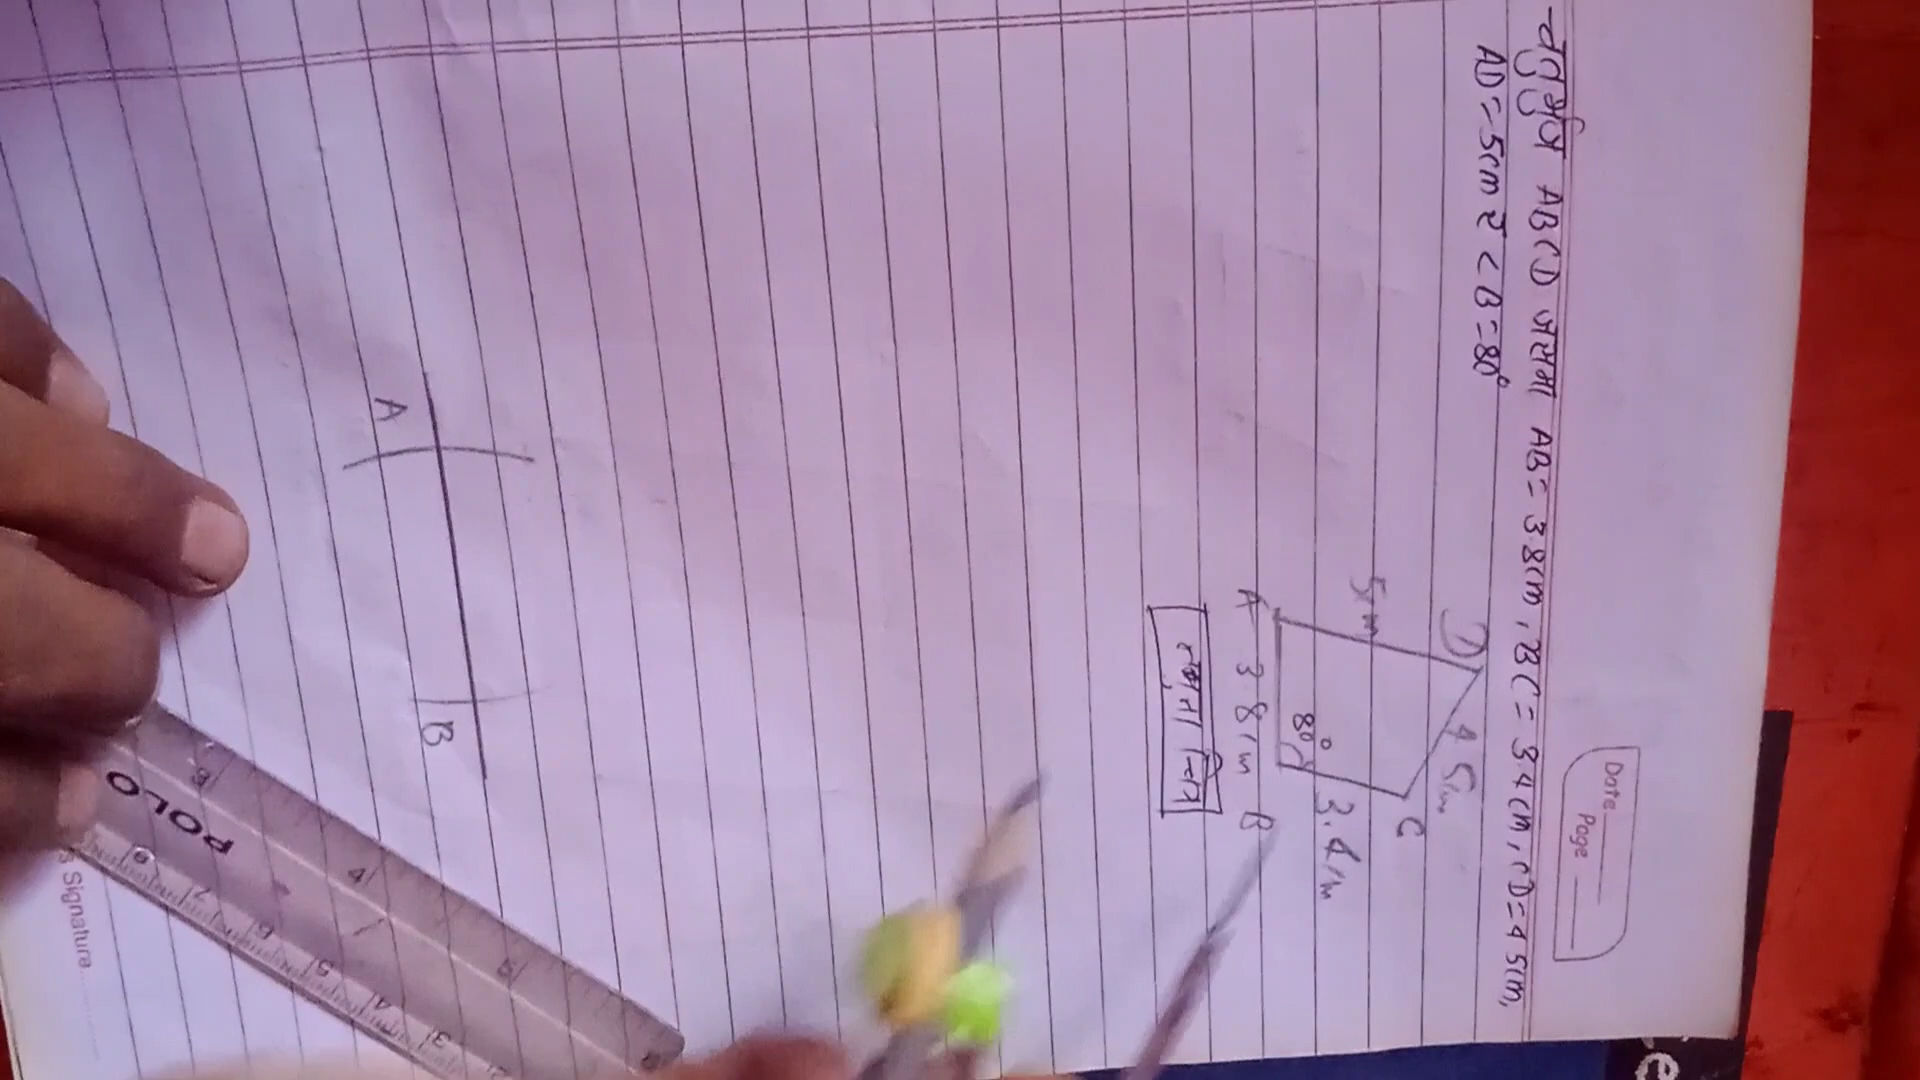 Date
Page
चतुर्भुज ABCD जसमा AB = 3.8cm, BC = 3.4cm, CD = 4.5cm,
AD = 5cm र < B = 80°
D
4.5cm
C
5cm
3.4cm
80°
A 3.8cm B
A
B
POLO
Signature